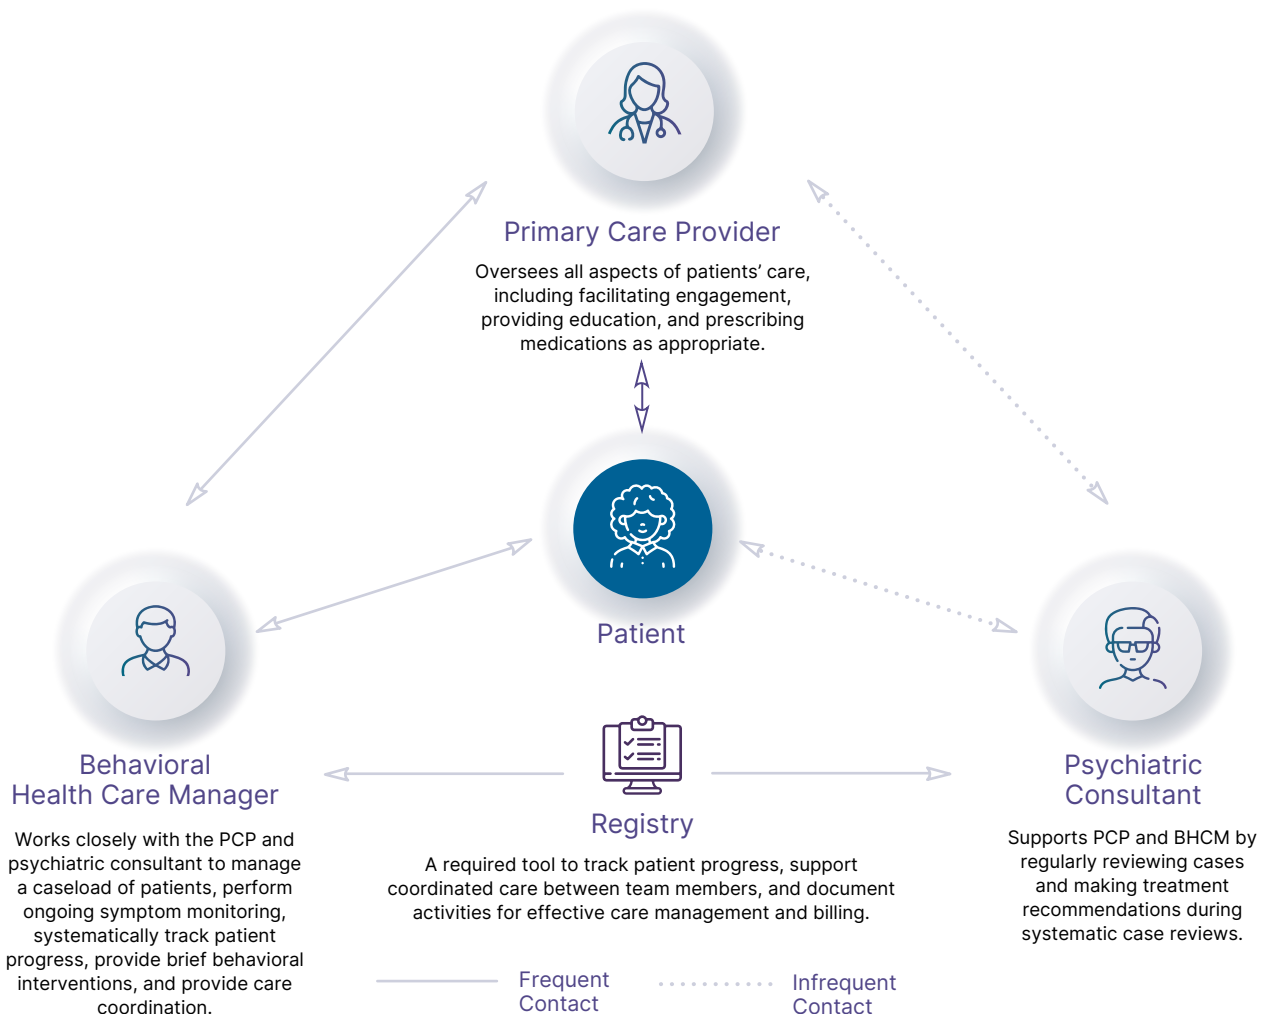 Primary Care Provider
Oversees all aspects of patients’ care,
including facilitating engagement,
providing education, and prescribing
medications as appropriate.
Patient
Behavioral
Health Care Manager
Works closely with the PCP and
psychiatric consultant to manage
a caseload of patients, perform
ongoing symptom monitoring,
systematically track patient
progress, provide brief behavioral
interventions, and provide care
coordination.
Registry
A required tool to track patient progress, support
coordinated care between team members, and document
activities for effective care management and billing.
Psychiatric
Consultant
Supports PCP and BHCM by
regularly reviewing cases
and making treatment
recommendations during
systematic case reviews.
Frequent
Contact
Infrequent
Contact